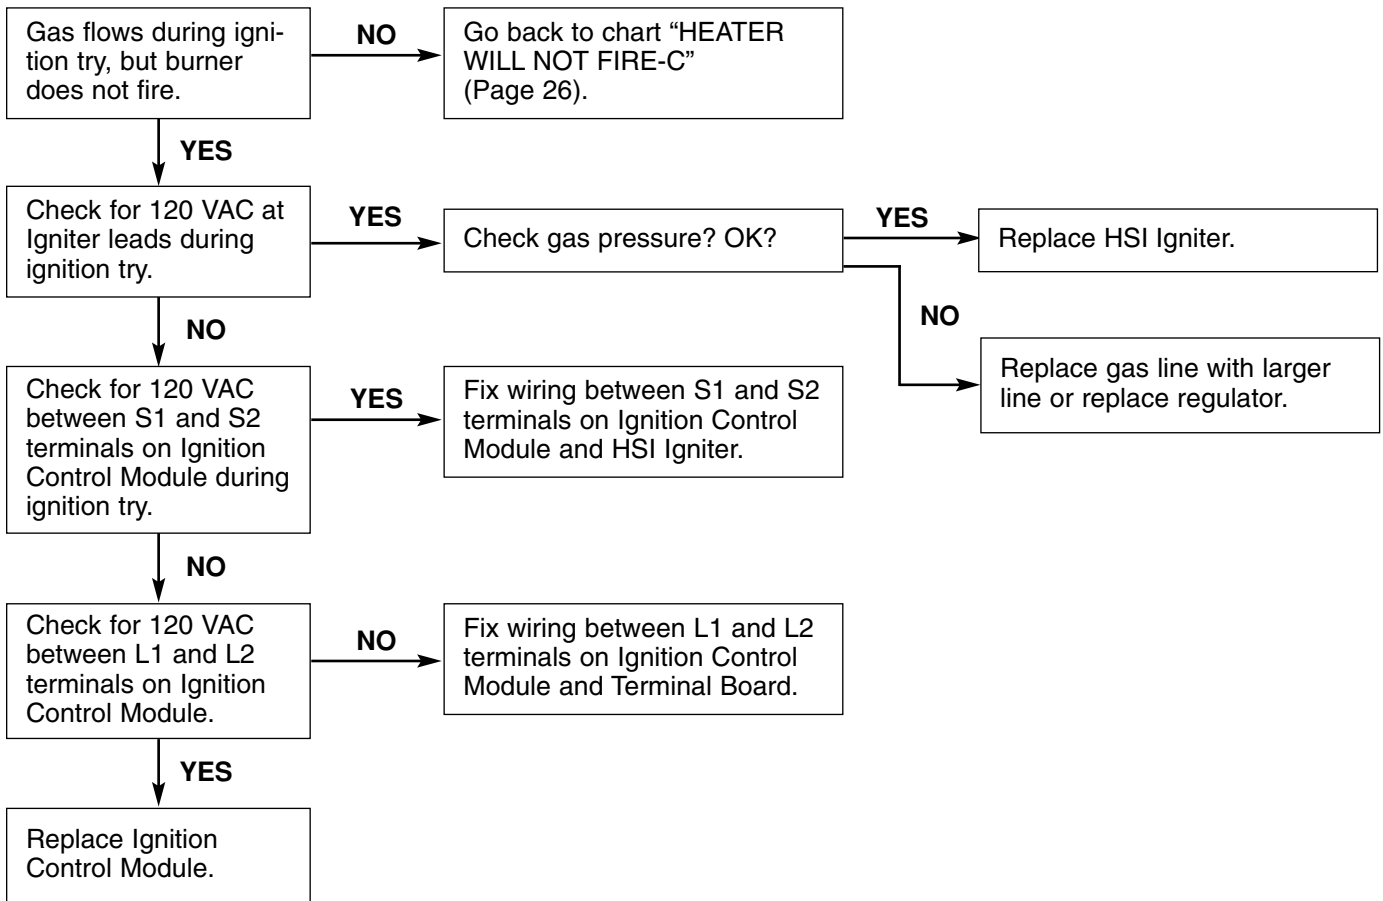 Gas flows during igni-
tion try, but burner
does not fire.
NO
Go back to chart “HEATER
WILL NOT FIRE-C”
(Page 26).
YES
Check for 120 VAC at
Igniter leads during
ignition try.
YES
Check gas pressure? OK?
YES
Replace HSI Igniter.
NO
Replace gas line with larger
line or replace regulator.
NO
Check for 120 VAC
between S1 and S2
terminals on Ignition
Control Module during
ignition try.
YES
Fix wiring between S1 and S2
terminals on Ignition Control
Module and HSI Igniter.
NO
Check for 120 VAC
between L1 and L2
terminals on Ignition
Control Module.
NO
Fix wiring between L1 and L2
terminals on Ignition Control
Module and Terminal Board.
YES
Replace Ignition
Control Module.